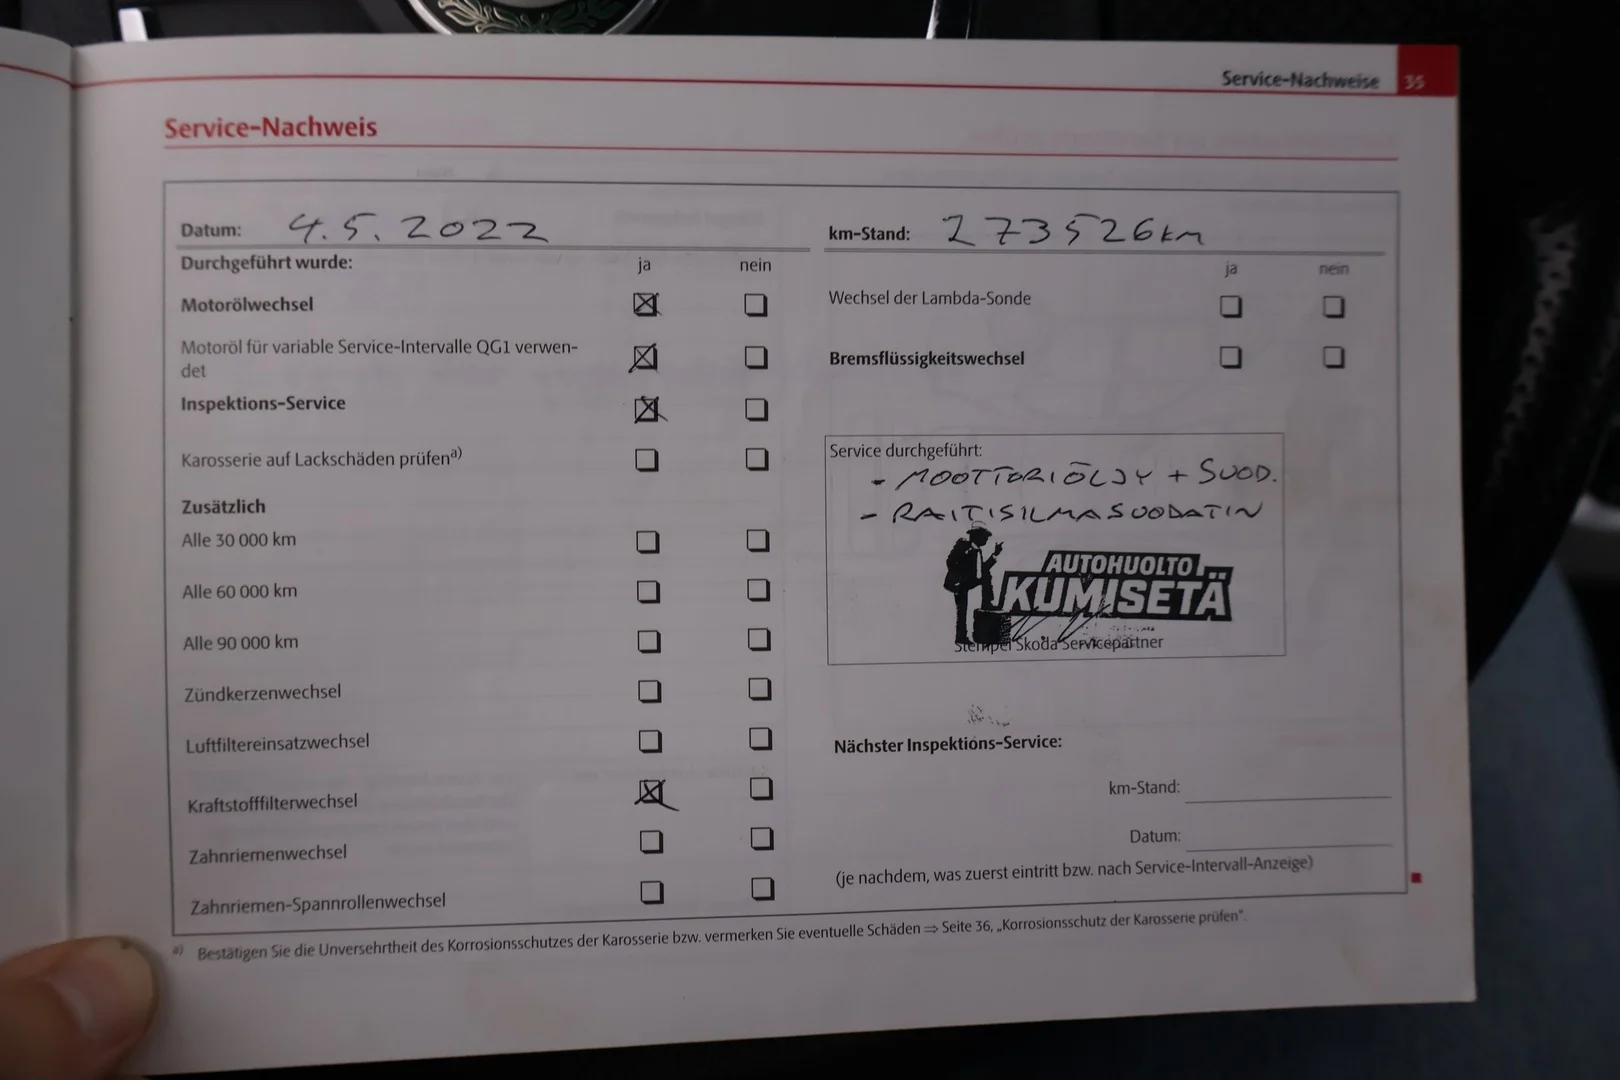 Service-Nachweise 35
Service-Nachweis
Datum: 4.5.2022
Durchgeführt wurde: ja nein
Motorölwechsel
Motoröl für variable Service-Intervalle QG1 verwen-
det
Inspektions-Service
Karosserie auf Lackschäden prüfen a)
Zusätzlich
Alle 30 000 km
Alle 60 000 km
Alle 90 000 km
Zündkerzenwechsel
Luftfiltereinsatzwechsel
Kraftstofffilterwechsel
Zahnriemenwechsel
Zahnriemen-Spannrollenwechsel
km-Stand: 273526 km
ja nein
Wechsel der Lambda-Sonde
Bremsflüssigkeitswechsel
Service durchgeführt:
- MOOTTORIÖLJY + SUOD.
- RAITISILMASUODATIN
AUTOHUOLTO
KUMISETÄ
Stempel Skoda Servicepartner
Nächster Inspektions-Service:
km-Stand:
Datum:
(je nachdem, was zuerst eintritt bzw. nach Service-Intervall-Anzeige)
a) Bestätigen Sie die Unversehrtheit des Korrosionsschutzes der Karosserie bzw. vermerken Sie eventuelle Schäden ⇒ Seite 36, „Korrosionsschutz der Karosserie prüfen“.